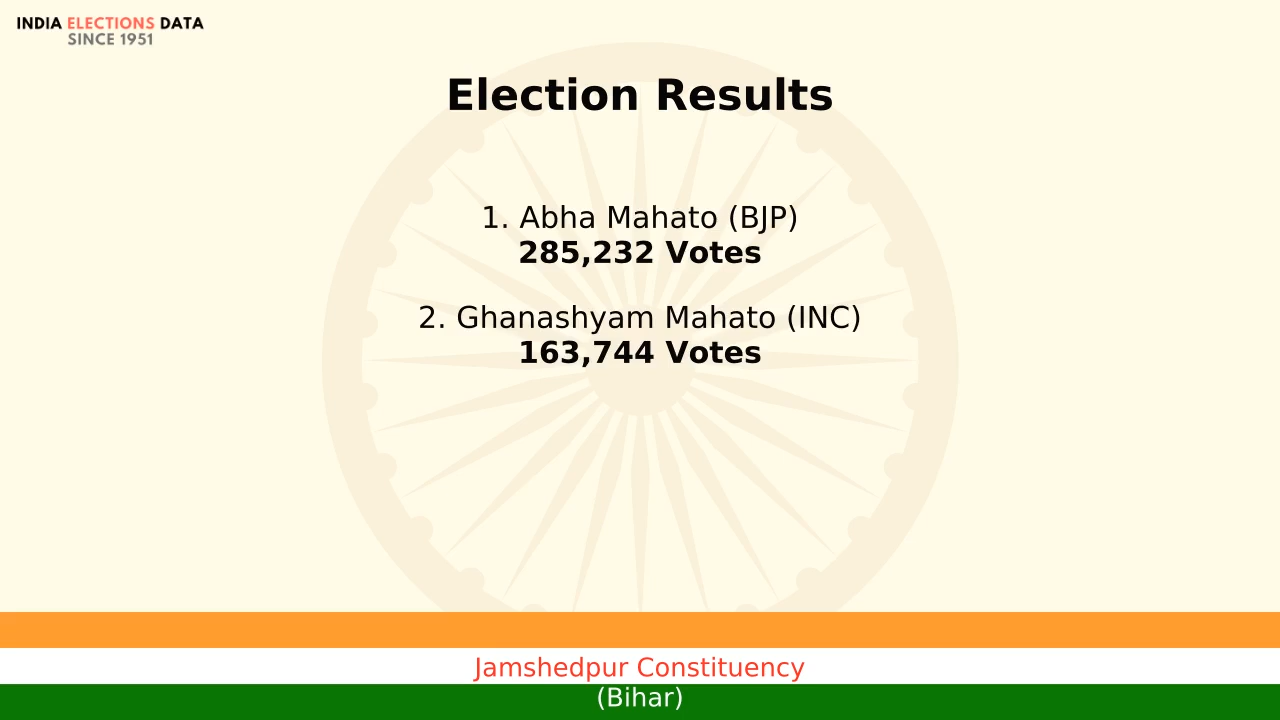 INDIA ELECTIONS DATA
SINCE 1951
Election Results
1. Abha Mahato (BJP)
285,232 Votes
2. Ghanashyam Mahato (INC)
163,744 Votes
Jamshedpur Constituency
(Bihar)